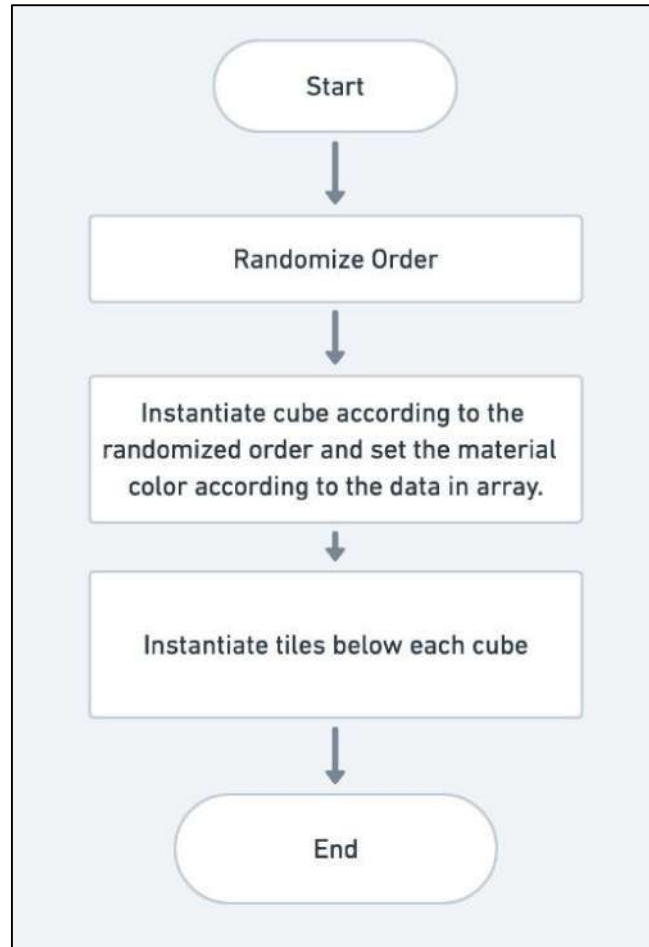 Start
Randomize Order
Instantiate cube according to the
randomized order and set the material
color according to the data in array.
Instantiate tiles below each cube
End